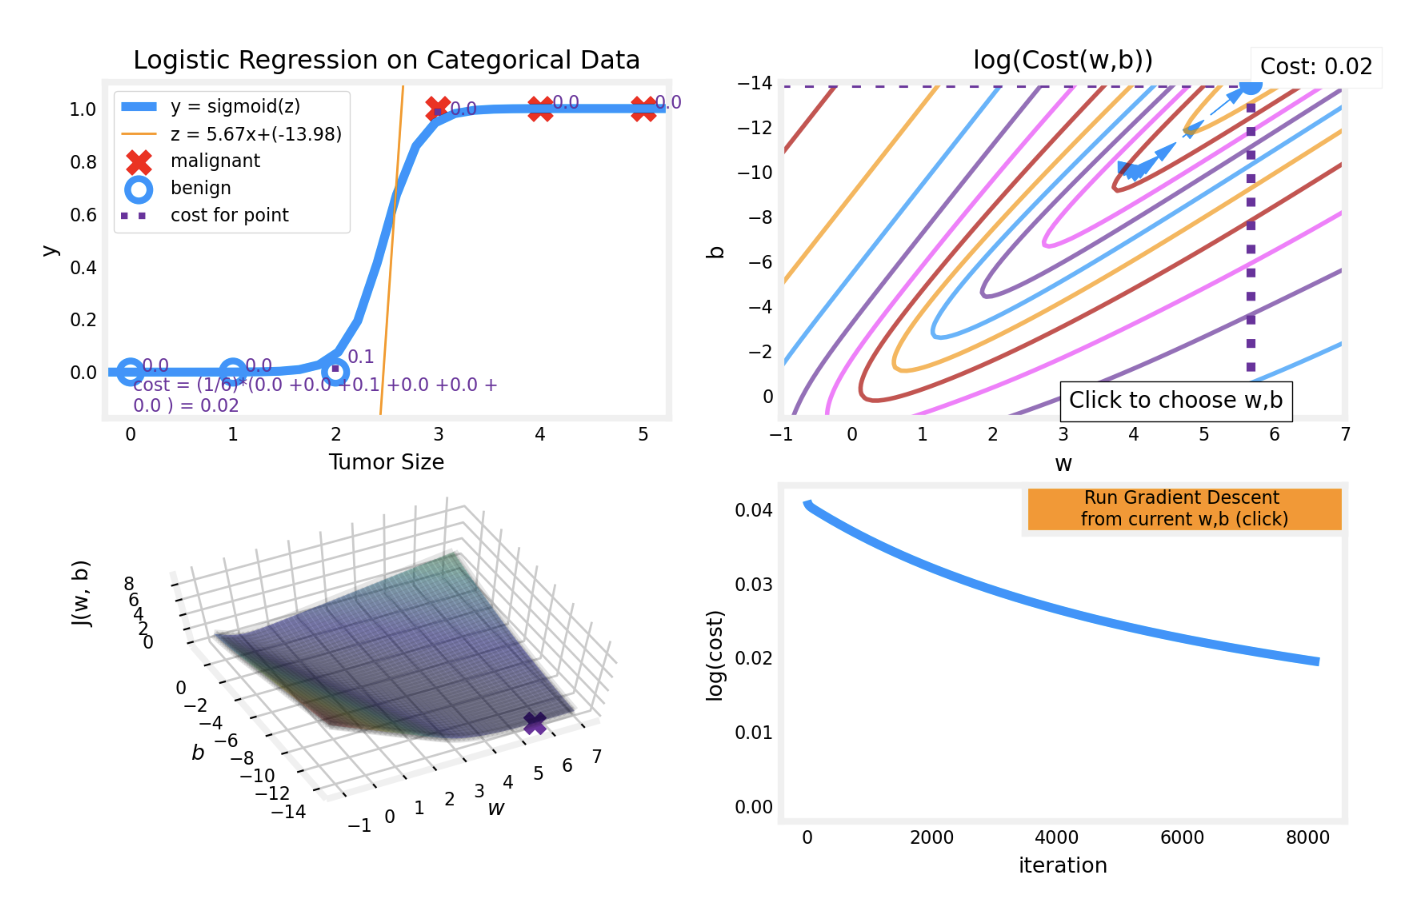 Logistic Regression on Categorical Data
y = sigmoid(z)
z = 5.67x+(-13.98)
malignant
benign
cost for point
1.0
0.8
0.6
0.4
0.2
0.0
y
0.0
0.0
0.0
0.0
0.0
0.1
cost = (1/6)*(0.0 +0.0 +0.1 +0.0 +0.0 +
0.0 ) = 0.02
0 1 2 3 4 5
Tumor Size
log(Cost(w,b))
Cost: 0.02
−14
−12
−10
−8
−6
−4
−2
0
b
Click to choose w,b
−1 0 1 2 3 4 5 6 7
w
J(w, b)
8
6
4
2
0
0
−2
−4
−6
−8
−10
−12
−14
b
−1 0 1 2 3 4 5 6 7
w
Run Gradient Descent
from current w,b (click)
0.04
0.03
0.02
0.01
0.00
log(cost)
0 2000 4000 6000 8000
iteration